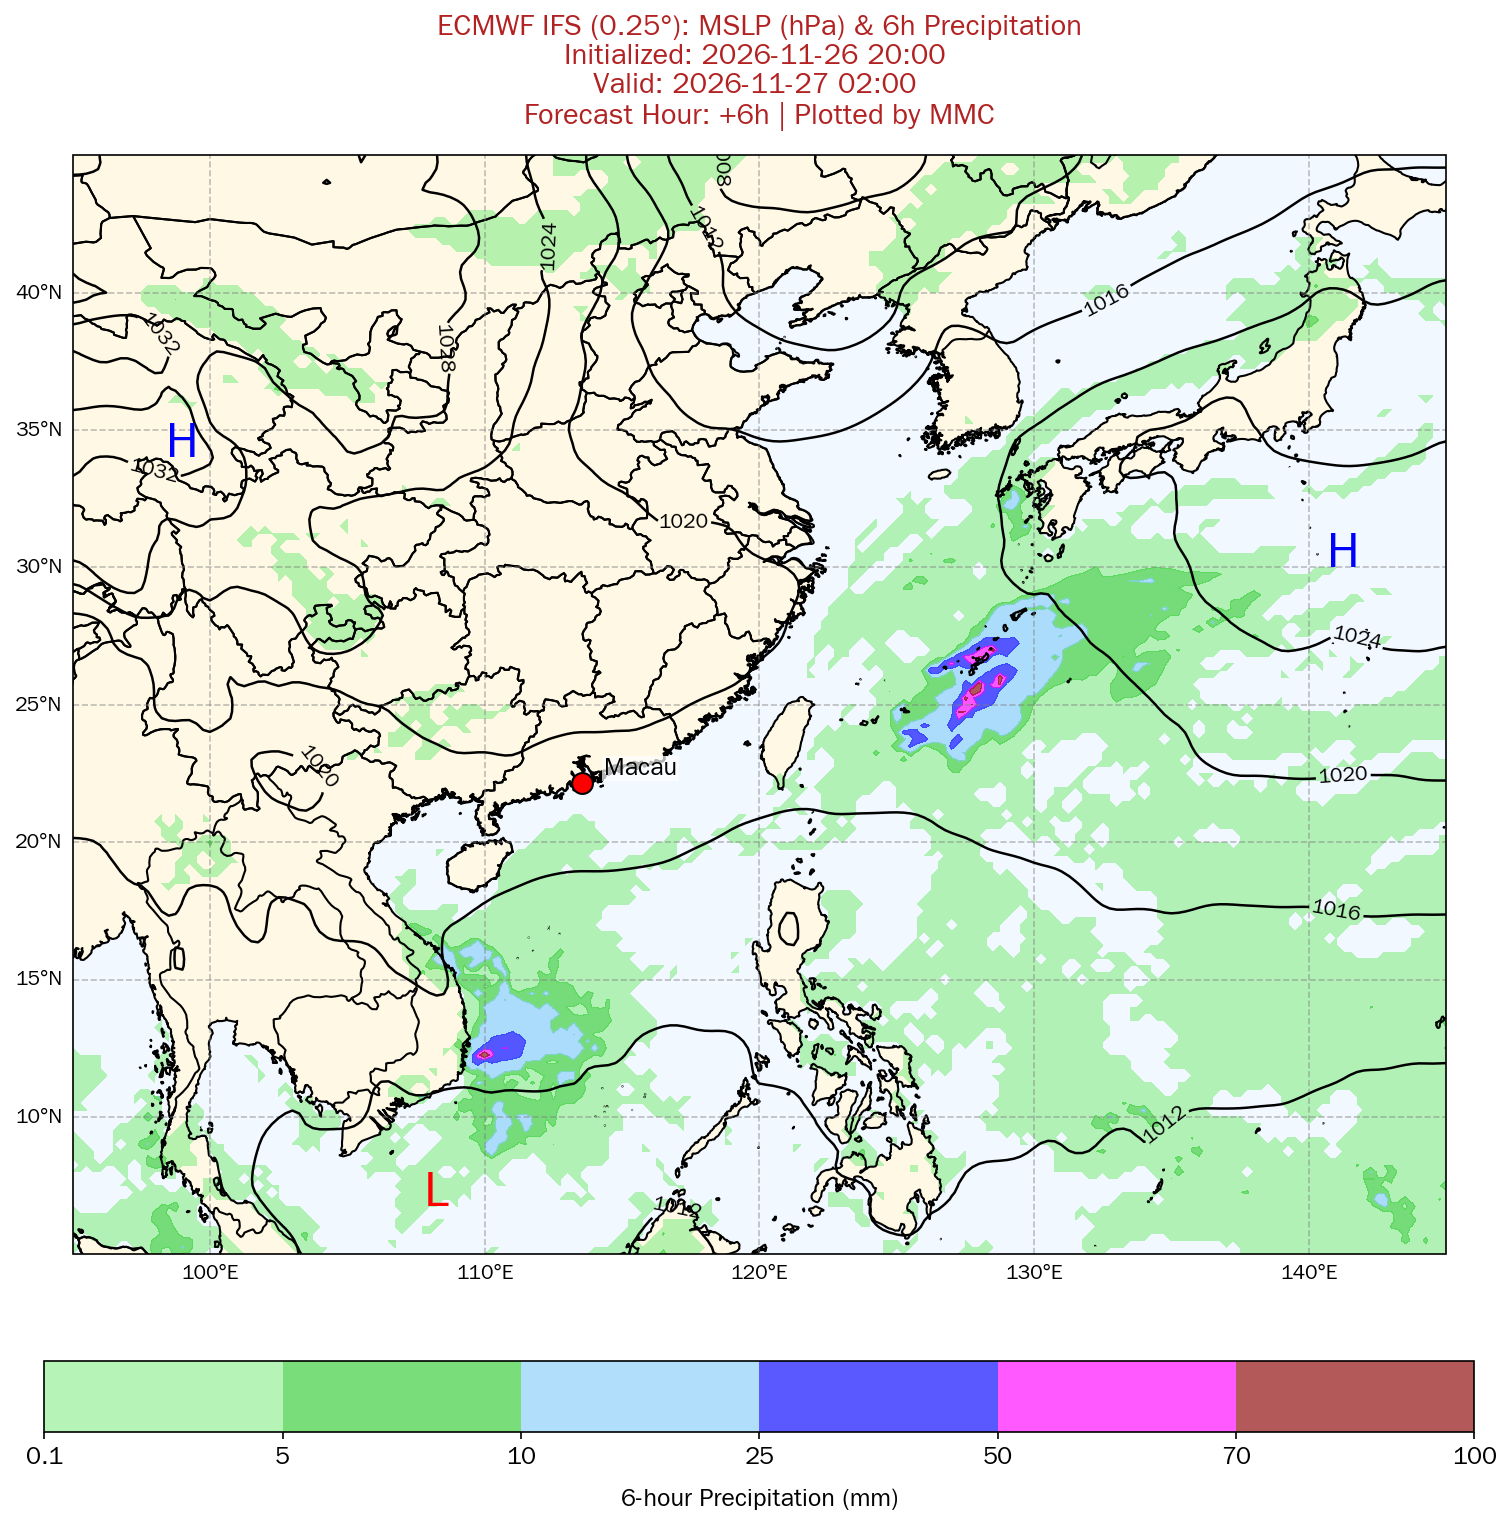 ECMWF IFS (0.25°): MSLP (hPa) & 6h Precipitation
Initialized: 2026-11-26 20:00
Valid: 2026-11-27 02:00
Forecast Hour: +6h | Plotted by MMC
1012
1024
40°N
1016
1032
1028
35°N
H
1032
1020
30°N
H
1024
25°N
1020
Macau
1020
20°N
1016
15°N
10°N
1012
L
1012
100°E
110°E
120°E
130°E
140°E
0.1
5
10
25
50
70
100
6-hour Precipitation (mm)